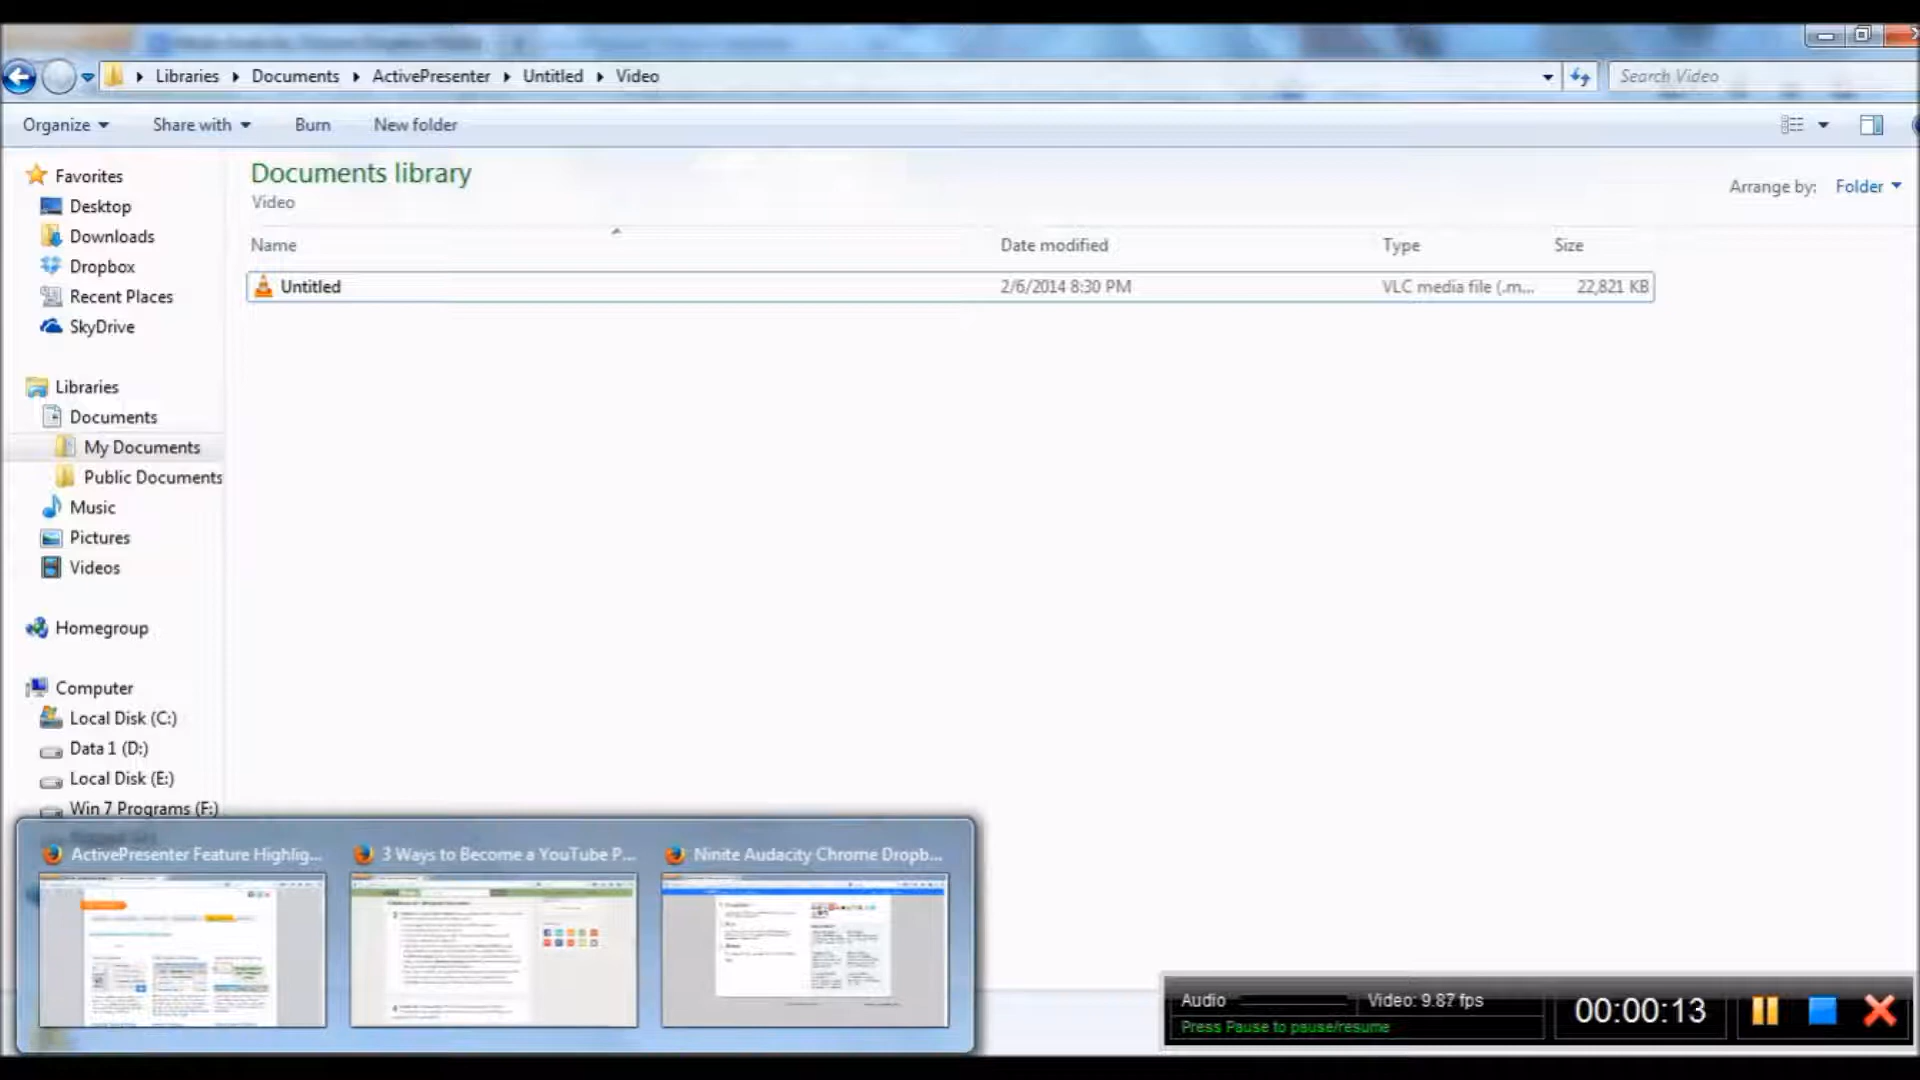 Libraries Documents ActivePresenter Untitled Video
Search Video
Organize Share with Burn New folder
Favorites
Desktop
Downloads
Dropbox
Recent Places
SkyDrive
Libraries
Documents
My Documents
Public Documents
Music
Pictures
Videos
Homegroup
Computer
Local Disk (C:)
Data 1 (D:)
Local Disk (E:)
Win 7 Programs (F:)
Documents library
Video
Arrange by: Folder
Name Date modified Type Size
Untitled 2/6/2014 8:30 PM VLC media file (.m... 22,821 KB
ActivePresenter Feature Highlig...
3 Ways to Become a YouTube P...
Ninite Audacity Chrome Dropb...
Audio Video: 9.87 fps
Press Pause to pause/resume
00:00:13